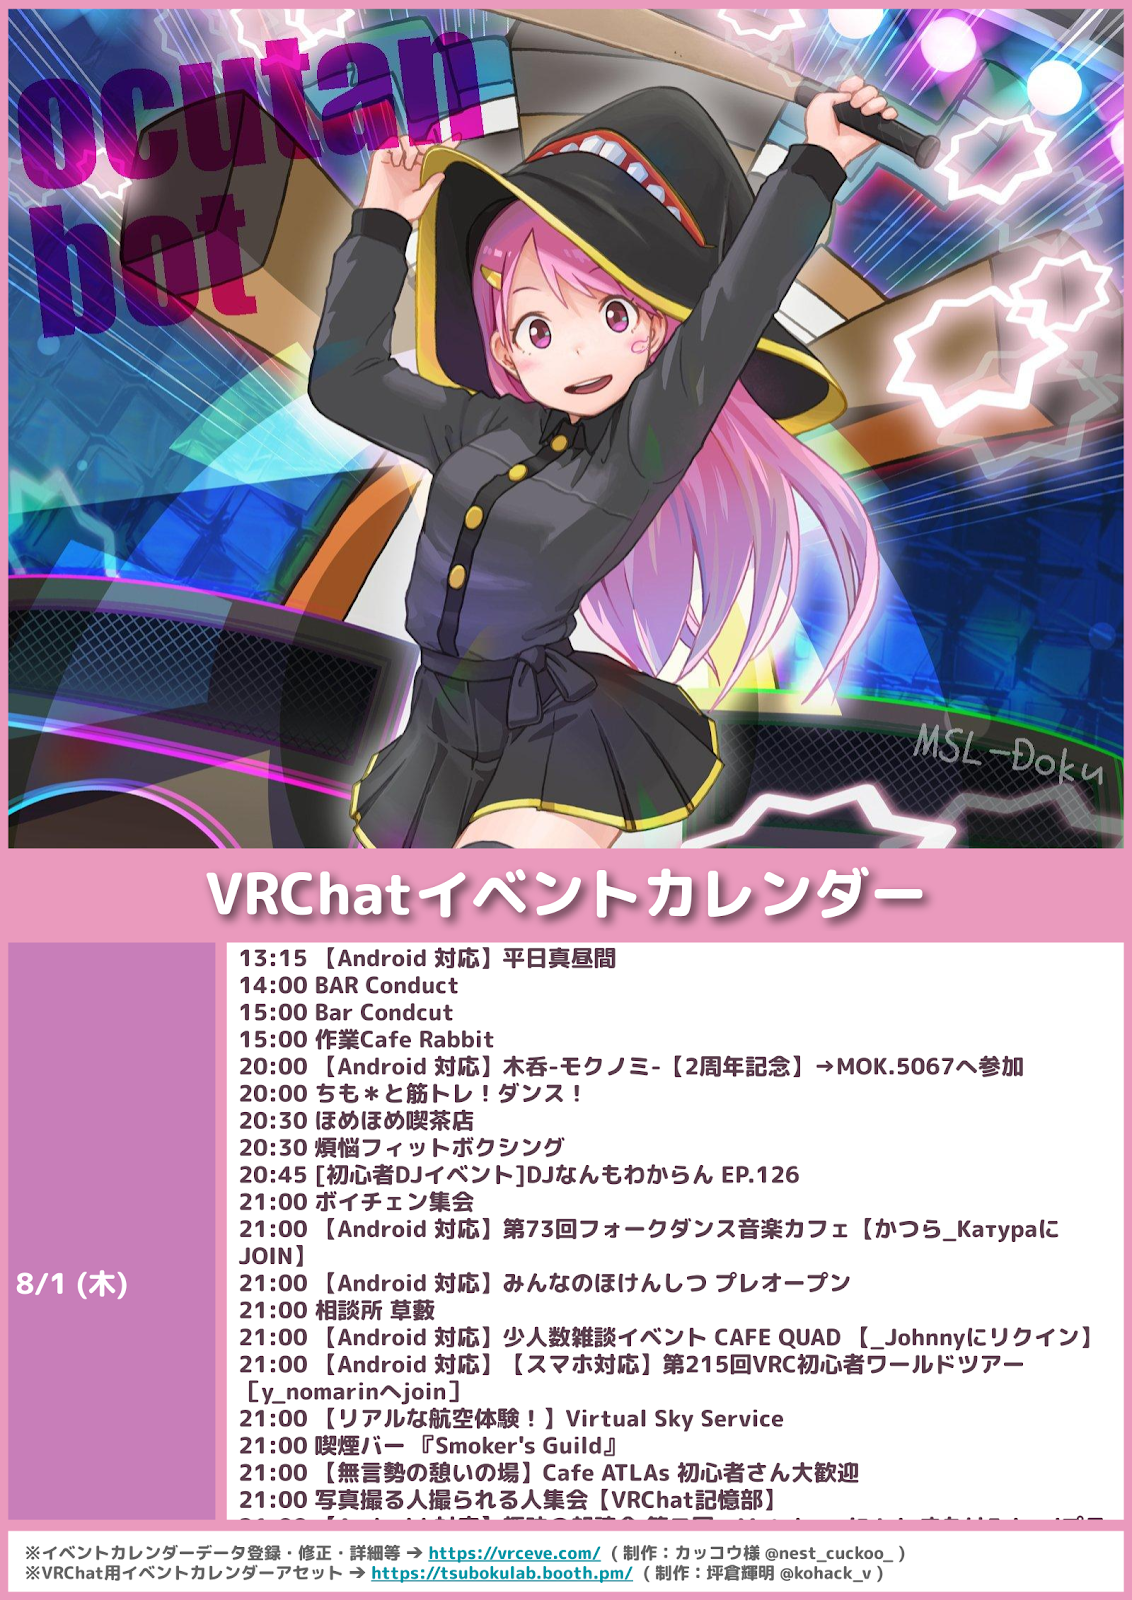 ocutan
bot
MSL-Doku
VRChatイベントカレンダー
8/1 (木)
13:15 【Android 対応】平日真昼間
14:00 BAR Conduct
15:00 Bar Condcut
15:00 作業Cafe Rabbit
20:00 【Android 対応】木呑-モクノミ-【2周年記念】→MOK.5067へ参加
20:00 ちも＊と筋トレ！ダンス！
20:30 ほめほめ喫茶店
20:30 煩悩フィットボクシング
20:45 [初心者DJイベント]DJなんもわからん EP.126
21:00 ボイチェン集会
21:00 【Android 対応】第73回フォークダンス音楽カフェ【かつら_Катураに
JOIN】
21:00 【Android 対応】みんなのほけんしつ プレオープン
21:00 相談所 草藪
21:00 【Android 対応】少人数雑談イベント CAFE QUAD 【_Johnnyにリクイン】
21:00 【Android 対応】【スマホ対応】第215回VRC初心者ワールドツアー
［y_nomarinへjoin］
21:00 【リアルな航空体験！】Virtual Sky Service
21:00 喫煙バー 『Smoker's Guild』
21:00 【無言勢の憩いの場】Cafe ATLAs 初心者さん大歓迎
21:00 写真撮る人撮られる人集会【VRChat記憶部】
※イベントカレンダーデータ登録・修正・詳細等 ➔ https://vrceve.com/ ( 制作：カッコウ様 @nest_cuckoo_ )
※VRChat用イベントカレンダーアセット ➔ https://tsubokulab.booth.pm/ ( 制作：坪倉輝明 @kohack_v )